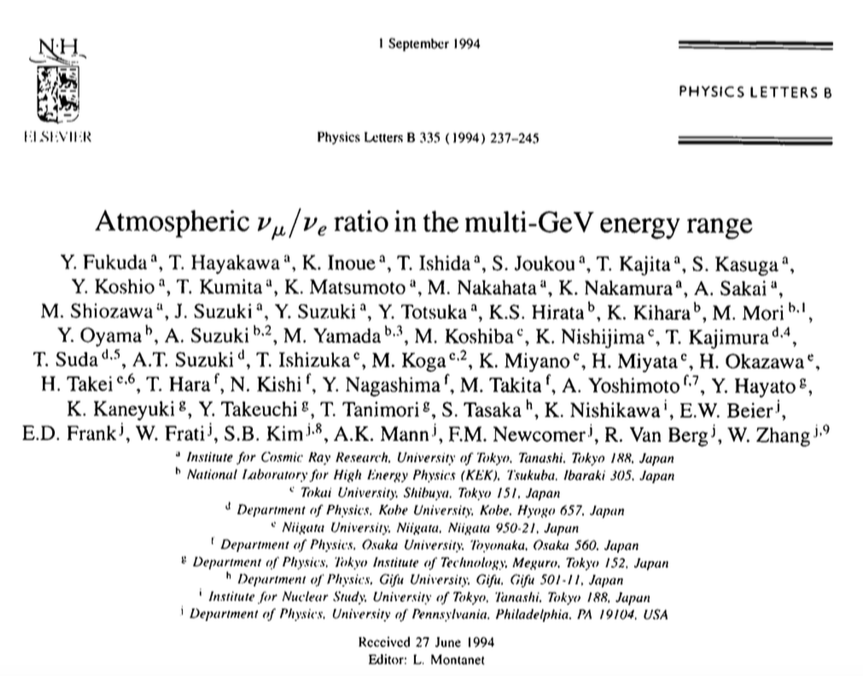 N·H
ELSEVIER
1 September 1994
PHYSICS LETTERS B
Physics Letters B 335 (1994) 237–245
Atmospheric ν_μ/ν_e ratio in the multi-GeV energy range
Y. Fukuda ᵃ, T. Hayakawa ᵃ, K. Inoue ᵃ, T. Ishida ᵃ, S. Joukou ᵃ, T. Kajita ᵃ, S. Kasuga ᵃ,
Y. Koshio ᵃ, T. Kumita ᵃ, K. Matsumoto ᵃ, M. Nakahata ᵃ, K. Nakamura ᵃ, A. Sakai ᵃ,
M. Shiozawa ᵃ, J. Suzuki ᵃ, Y. Suzuki ᵃ, Y. Totsuka ᵃ, K.S. Hirata ᵇ, K. Kihara ᵇ, M. Mori ᵇ,¹,
Y. Oyama ᵇ, A. Suzuki ᵇ,², M. Yamada ᵇ,³, M. Koshiba ᶜ, K. Nishijima ᶜ, T. Kajimura ᵈ,⁴,
T. Suda ᵈ,⁵, A.T. Suzuki ᵈ, T. Ishizuka ᵉ, M. Koga ᵉ,², K. Miyano ᵉ, H. Miyata ᵉ, H. Okazawa ᵉ,
H. Takei ᵉ,⁶, T. Hara ᶠ, N. Kishi ᶠ, Y. Nagashima ᶠ, M. Takita ᶠ, A. Yoshimoto ᶠ,⁷, Y. Hayato ᵍ,
K. Kaneyuki ᵍ, Y. Takeuchi ᵍ, T. Tanimori ᵍ, S. Tasaka ʰ, K. Nishikawa ⁱ, E.W. Beier ʲ,
E.D. Frank ʲ, W. Frati ʲ, S.B. Kim ʲ,⁸, A.K. Mann ʲ, F.M. Newcomer ʲ, R. Van Berg ʲ, W. Zhang ʲ,⁹
ᵃ Institute for Cosmic Ray Research, University of Tokyo, Tanashi, Tokyo 188, Japan
ᵇ National Laboratory for High Energy Physics (KEK), Tsukuba, Ibaraki 305, Japan
ᶜ Tokai University, Shibuya, Tokyo 151, Japan
ᵈ Department of Physics, Kobe University, Kobe, Hyogo 657, Japan
ᵉ Niigata University, Niigata, Niigata 950-21, Japan
ᶠ Department of Physics, Osaka University, Toyonaka, Osaka 560, Japan
ᵍ Department of Physics, Tokyo Institute of Technology, Meguro, Tokyo 152, Japan
ʰ Department of Physics, Gifu University, Gifu, Gifu 501-11, Japan
ⁱ Institute for Nuclear Study, University of Tokyo, Tanashi, Tokyo 188, Japan
ʲ Department of Physics, University of Pennsylvania, Philadelphia, PA 19104, USA
Received 27 June 1994
Editor: L. Montanet